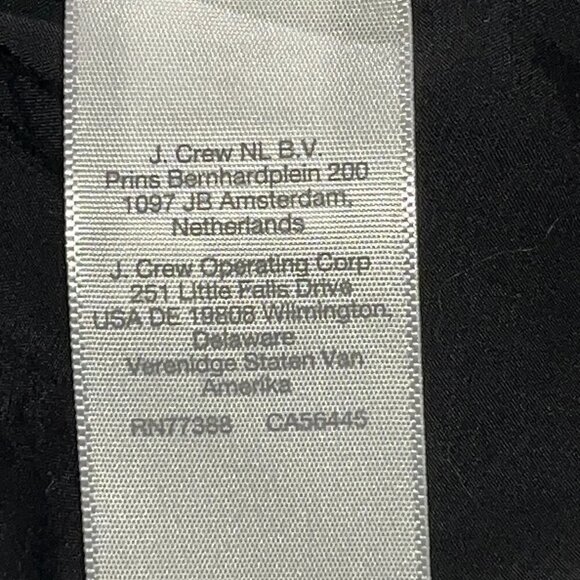 J. Crew NL B.V
Prins Bernhardplein 200
1097 JB Amsterdam,
Netherlands
J. Crew Operating Corp
251 Little Falls Drive
USA DE 19808 Wilmington,
Delaware
Verenidge Staten Van
Amerika
RN77388 CA56445